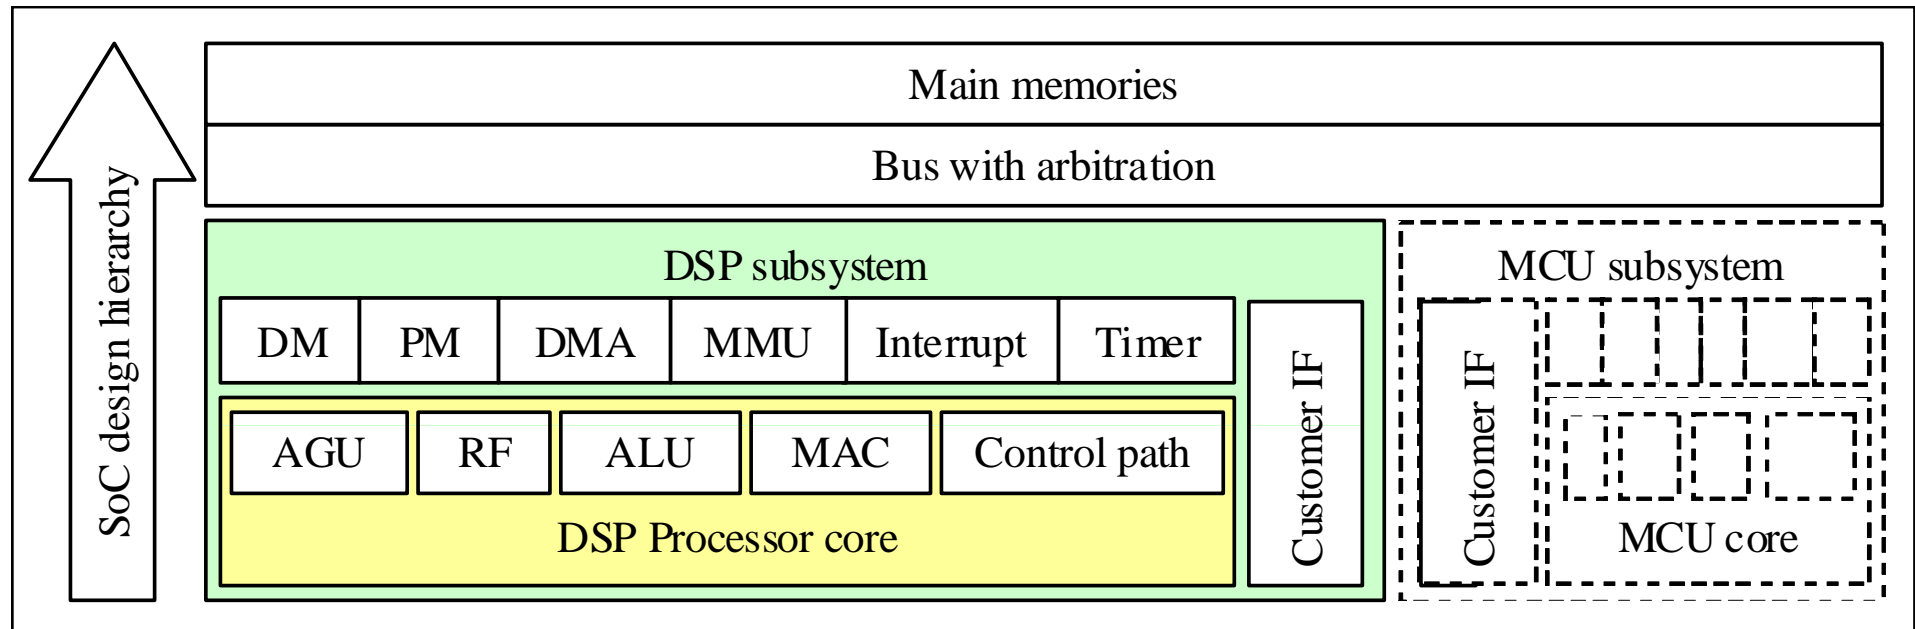 SoC design hierarchy
Main memories
Bus with arbitration
DSP subsystem
DM PM DMA MMU Interrupt Timer
AGU RF ALU MAC Control path
DSP Processor core
Customer IF
MCU subsystem
Customer IF
MCU core